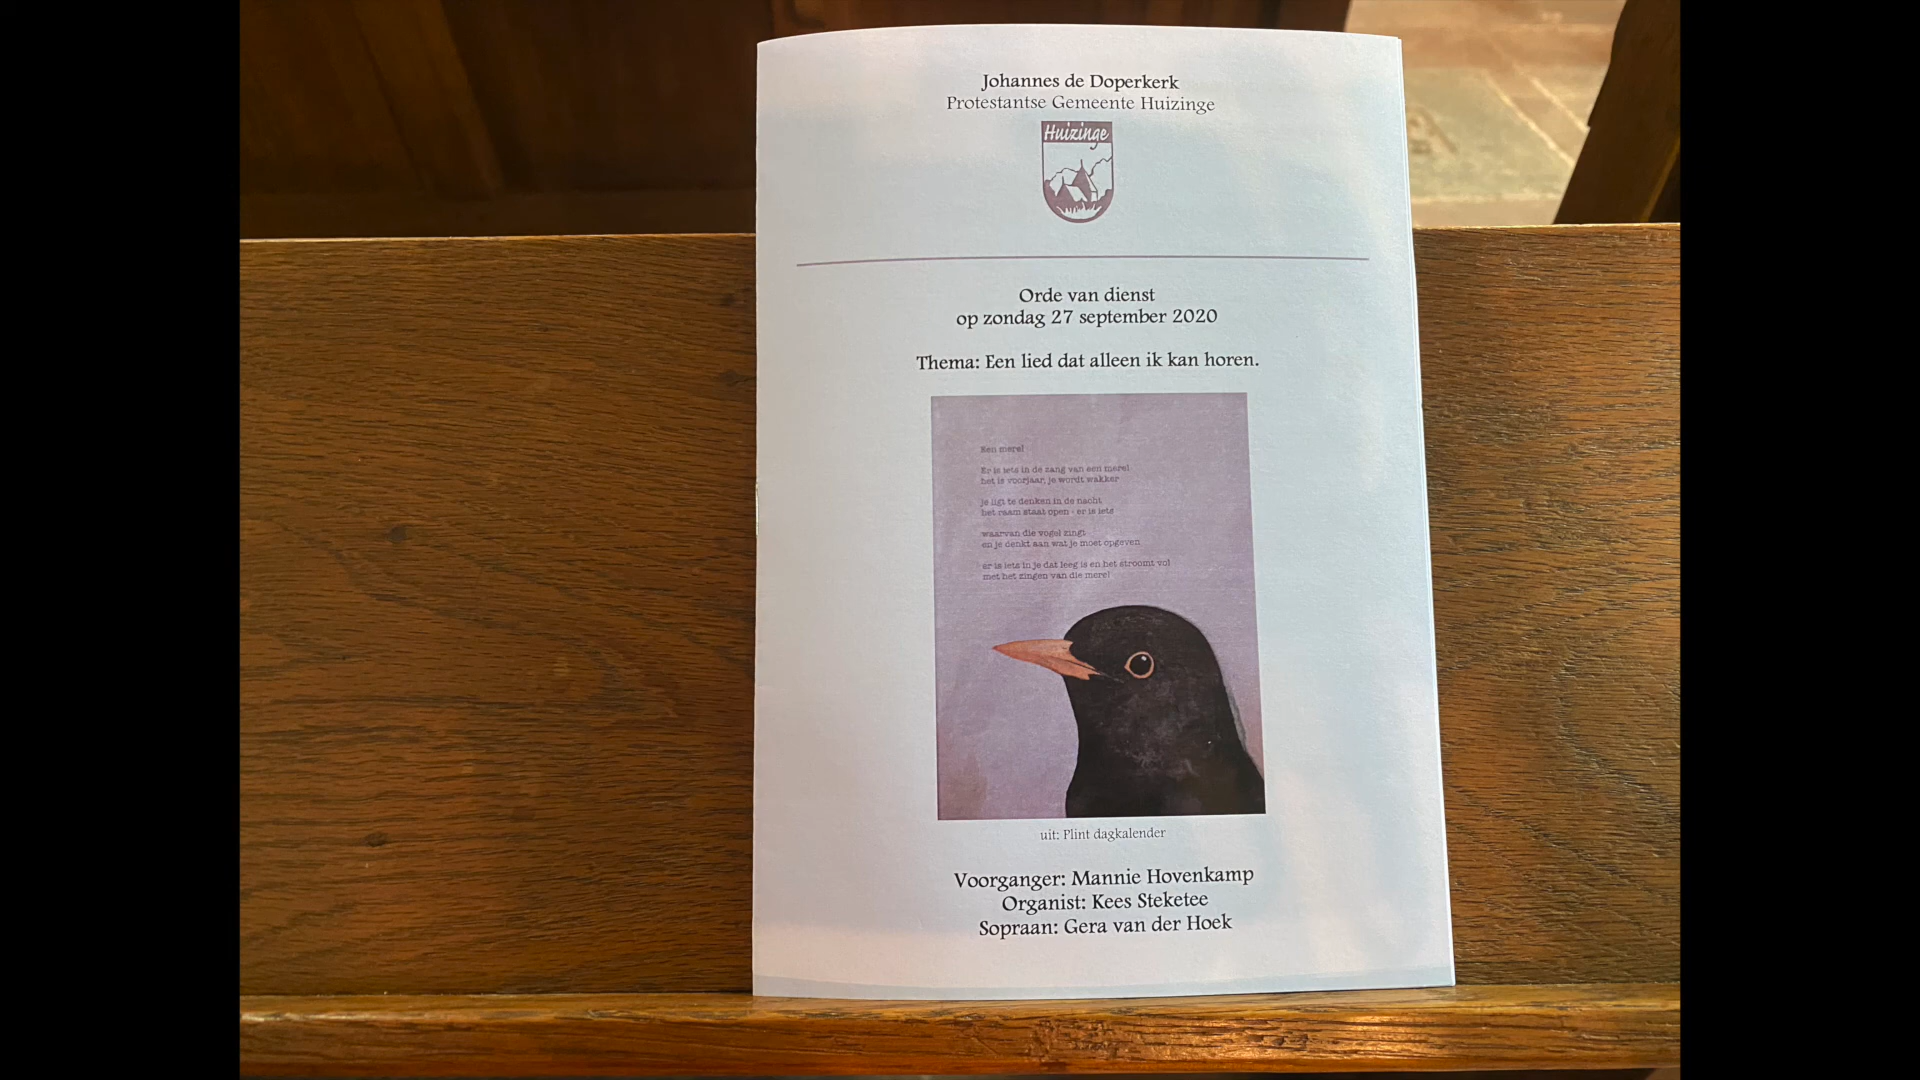 Johannes de Doperkerk
Protestantse Gemeente Huizinge
Huizinge
Orde van dienst
op zondag 27 september 2020
Thema: Een lied dat alleen ik kan horen.
Een merel
Er is iets in de zang van een merel
het is voorjaar, je wordt wakker
je ligt te denken in de nacht
het raam staat open - er is iets
waarvan die vogel zingt
en je denkt aan wat je moet opgeven
er is iets in je dat leeg is en het stroomt vol
met het zingen van die merel
uit: Plint dagkalender
Voorganger: Mannie Hovenkamp
Organist: Kees Steketee
Sopraan: Gera van der Hoek